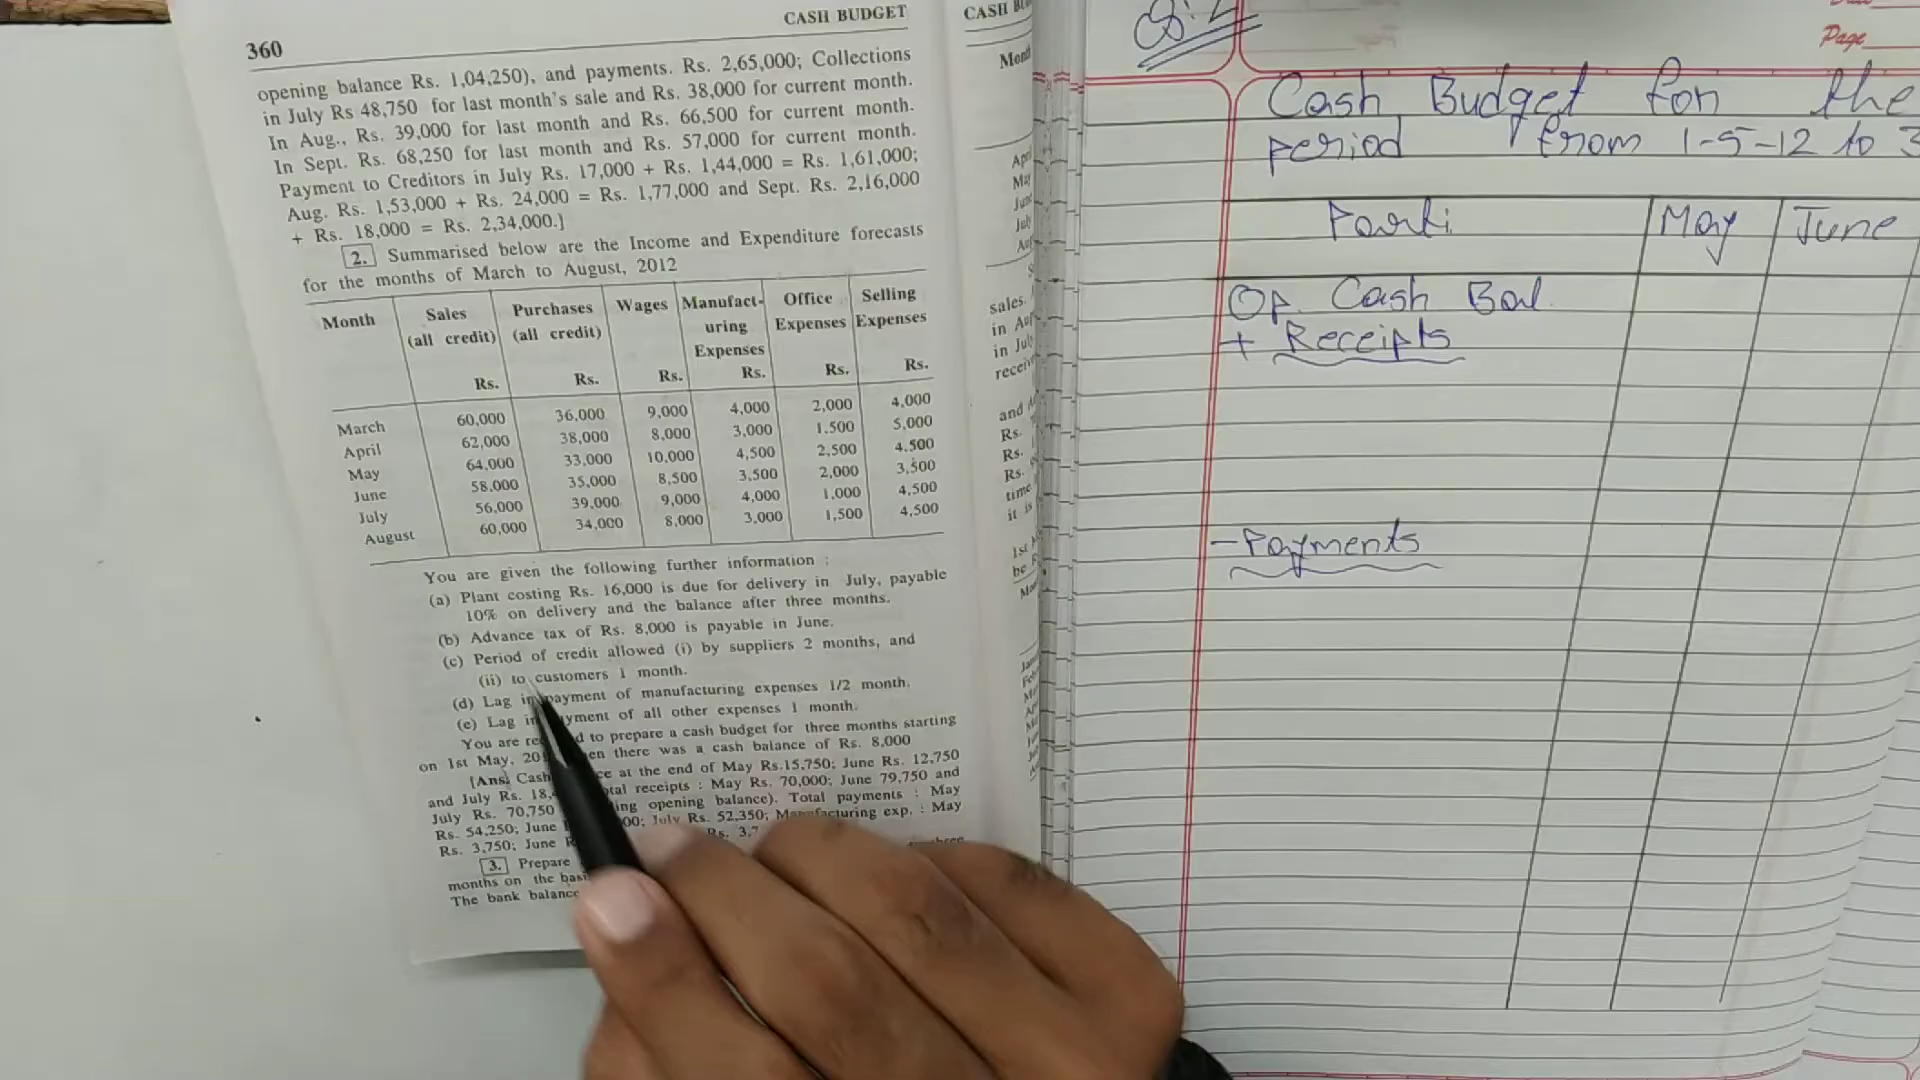 360
CASH BUDGET
opening balance Rs. 1,04,250), and payments. Rs. 2,65,000; Collections
in July Rs 48,750 for last month's sale and Rs. 38,000 for current month.
In Aug., Rs. 39,000 for last month and Rs. 66,500 for current month.
In Sept. Rs. 68,250 for last month and Rs. 57,000 for current month.
Payment to Creditors in July Rs. 17,000 + Rs. 1,44,000 = Rs. 1,61,000;
Aug. Rs. 1,53,000 + Rs. 24,000 = Rs. 1,77,000 and Sept. Rs. 2,16,000
+ Rs. 18,000 = Rs. 2,34,000.]
2. Summarised below are the Income and Expenditure forecasts
for the months of March to August, 2012
Month Sales (all credit) Rs. Purchases (all credit) Rs. Wages Rs. Manufact-uring Expenses Rs. Office Expenses Rs. Selling Expenses Rs.
March 60,000 36,000 9,000 4,000 2,000 4,000
April 62,000 38,000 8,000 3,000 1.500 5,000
May 64,000 33,000 10,000 4,500 2,500 4.500
June 58,000 35,000 8,500 3,500 2,000 3,500
July 56,000 39,000 9,000 4,000 1,000 4,500
August 60,000 34,000 8,000 3,000 1,500 4,500
You are given the following further information :
(a) Plant costing Rs. 16,000 is due for delivery in July, payable
10% on delivery and the balance after three months.
(b) Advance tax of Rs. 8,000 is payable in June.
(c) Period of credit allowed (i) by suppliers 2 months, and
(ii) to customers 1 month.
(d) Lag in payment of manufacturing expenses 1/2 month.
(e) Lag in payment of all other expenses 1 month.
You are to prepare a cash budget for three months starting
on 1st May, there was a cash balance of Rs. 8,000
[Ans. Cash at the end of May Rs.15,750; June Rs. 12,750
and July Rs. receipts : May Rs. 70,000; June 79,750 and
July Rs. 70,750 opening balance). Total payments : May
Rs. 54,250; June July Rs. 52,350; Manufacturing exp. : May
Rs. 3,750; June
3. Prepare
months on the
The bank balance
CASH
Month
April
May
June
July
sales.
in July
and
Rs.
Rs.
Rs.
time
it is
1st
be
Q.2
Page
Cash Budget for the
period from 1-5-12 to 3
Parti May June
Op. Cash Bal.
+ Receipts
- Payments